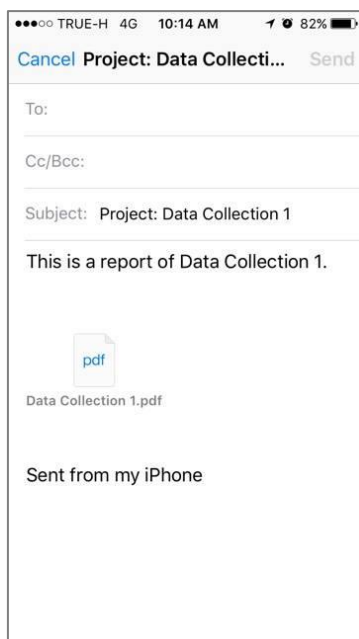 TRUE-H 4G 10:14 AM 82%
Cancel Project: Data Collecti... Send
To:
Cc/Bcc:
Subject: Project: Data Collection 1
This is a report of Data Collection 1.
pdf
Data Collection 1.pdf
Sent from my iPhone